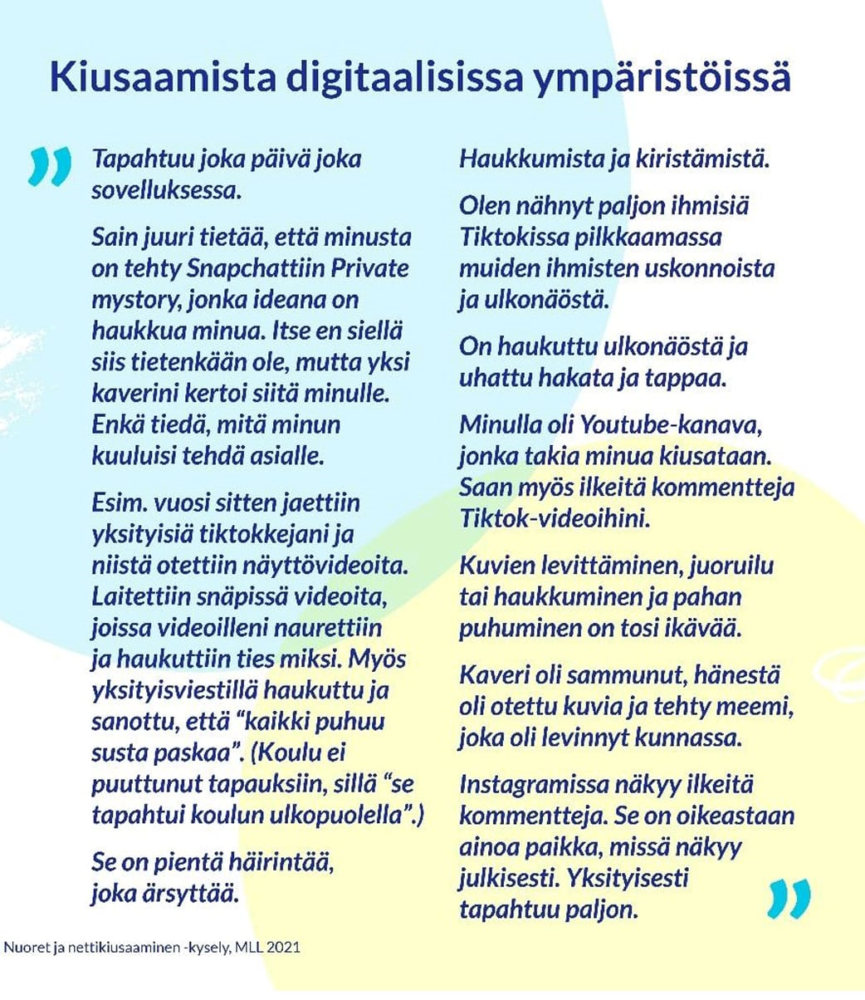 Kiusaamista digitaalisissa ympäristöissä
”
Tapahtuu joka päivä joka
sovelluksessa.
Sain juuri tietää, että minusta
on tehty Snapchattiin Private
mystory, jonka ideana on
haukkua minua. Itse en siellä
siis tietenkään ole, mutta yksi
kaverini kertoi siitä minulle.
Enkä tiedä, mitä minun
kuuluisi tehdä asialle.
Esim. vuosi sitten jaettiin
yksityisiä tiktokkejani ja
niistä otettiin näyttövideoita.
Laitettiin snäpissä videoita,
joissa videoilleni naurettiin
ja haukuttiin ties miksi. Myös
yksityisviestillä haukuttu ja
sanottu, että “kaikki puhuu
susta paskaa”. (Koulu ei
puuttunut tapauksiin, sillä “se
tapahtui koulun ulkopuolella”.)
Se on pientä häirintää,
joka ärsyttää.
Haukkumista ja kiristämistä.
Olen nähnyt paljon ihmisiä
Tiktokissa pilkkaamassa
muiden ihmisten uskonnoista
ja ulkonäöstä.
On haukuttu ulkonäöstä ja
uhattu hakata ja tappaa.
Minulla oli Youtube-kanava,
jonka takia minua kiusataan.
Saan myös ilkeitä kommentteja
Tiktok-videoihini.
Kuvien levittäminen, juoruilu
tai haukkuminen ja pahan
puhuminen on tosi ikävää.
Kaveri oli sammunut, hänestä
oli otettu kuvia ja tehty meemi,
joka oli levinnyt kunnassa.
Instagramissa näkyy ilkeitä
kommentteja. Se on oikeastaan
ainoa paikka, missä näkyy
julkisesti. Yksityisesti
tapahtuu paljon.
”
Nuoret ja nettikiusaaminen -kysely, MLL 2021